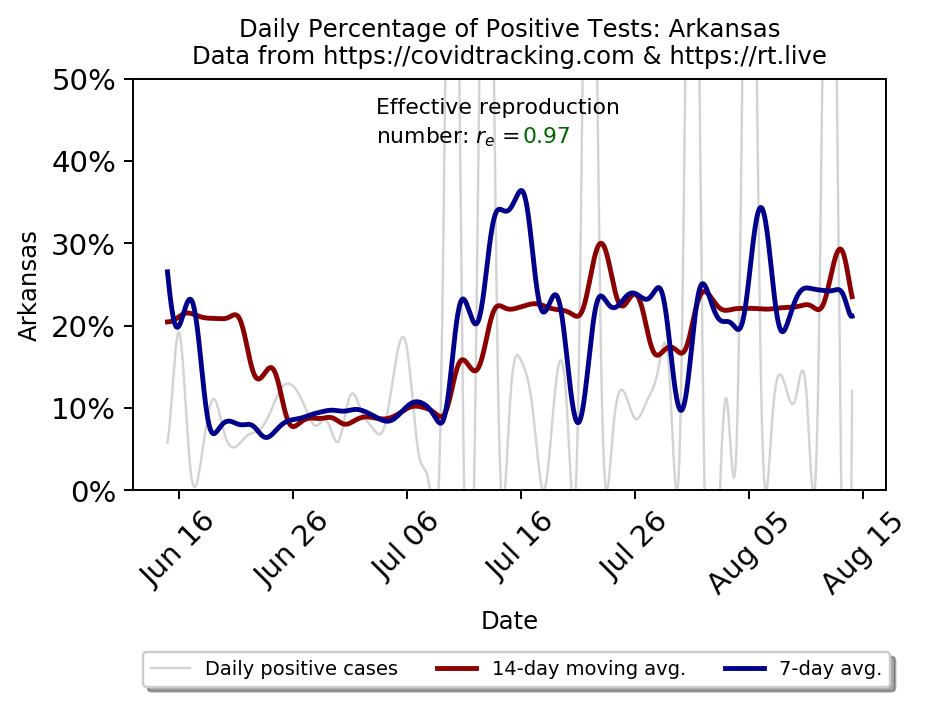 Daily Percentage of Positive Tests: Arkansas
Data from https://covidtracking.com & https://rt.live
Effective reproduction
number: rₑ = 0.97
50%
40%
30%
20%
10%
0%
Arkansas
Jun 16
Jun 26
Jul 06
Jul 16
Jul 26
Aug 05
Aug 15
Date
Daily positive cases 14-day moving avg. 7-day avg.